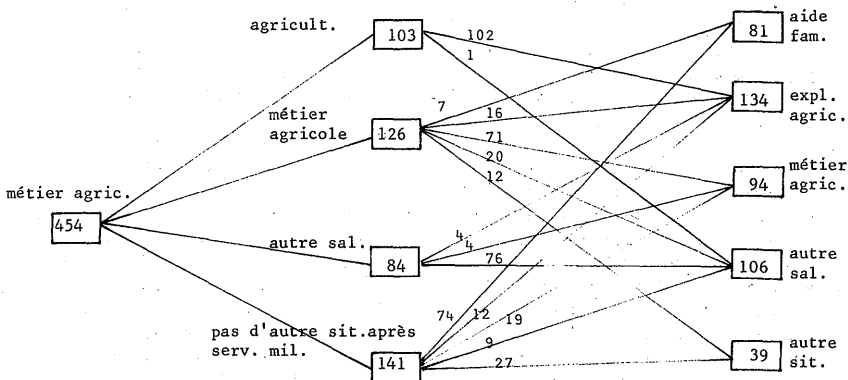 agricult.
103
102
1
81
aide
fam.
métier
agricole
126
7
16
71
20
12
134
expl.
agric.
métier agric.
454
94
métier
agric.
autre sal.
84
4
4
76
106
autre
sal.
pas d'autre sit.après
serv. mil.
141
74
12
19
9
27
39
autre
sit.